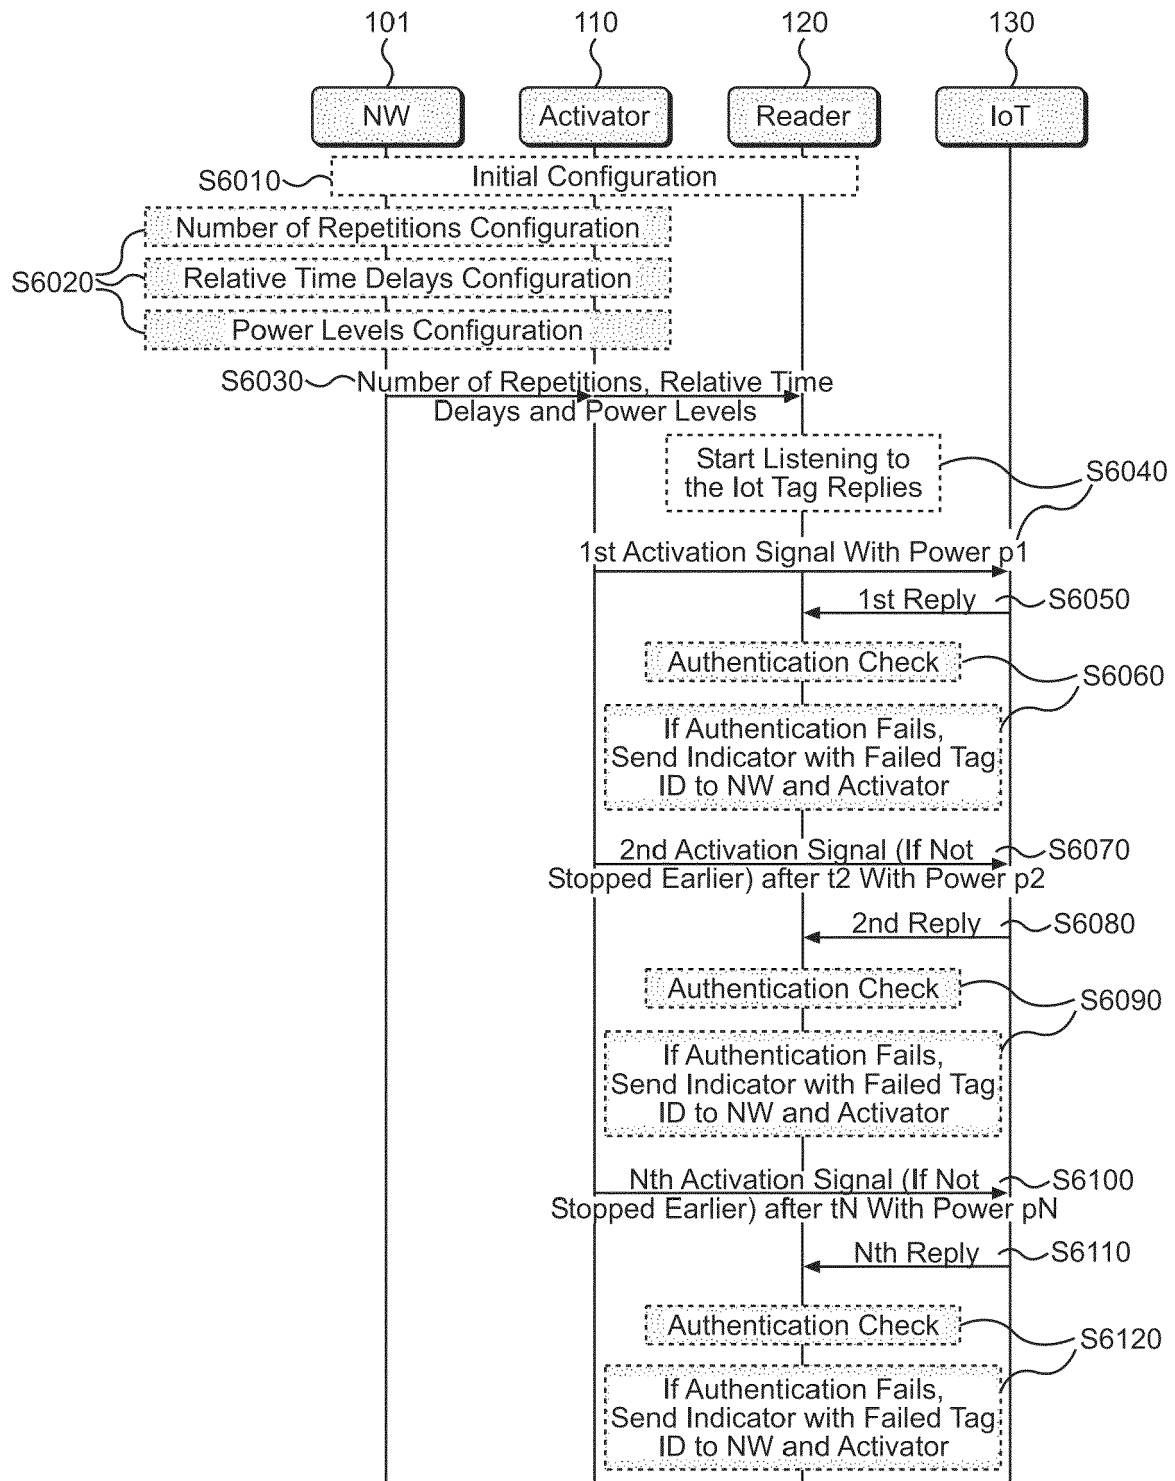 101
110
120
130
NW
Activator
Reader
IoT
S6010
Initial Configuration
Number of Repetitions Configuration
S6020
Relative Time Delays Configuration
Power Levels Configuration
S6030
Number of Repetitions, Relative Time
Delays and Power Levels
Start Listening to
the Iot Tag Replies
S6040
1st Activation Signal With Power p1
1st Reply
S6050
Authentication Check
S6060
If Authentication Fails,
Send Indicator with Failed Tag
ID to NW and Activator
2nd Activation Signal (If Not
S6070
Stopped Earlier) after t2 With Power p2
2nd Reply
S6080
Authentication Check
S6090
If Authentication Fails,
Send Indicator with Failed Tag
ID to NW and Activator
Nth Activation Signal (If Not
S6100
Stopped Earlier) after tN With Power pN
Nth Reply
S6110
Authentication Check
S6120
If Authentication Fails,
Send Indicator with Failed Tag
ID to NW and Activator